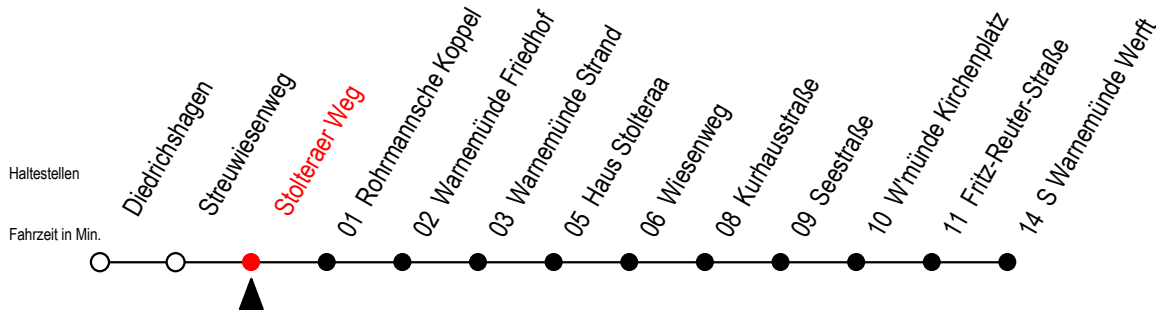 Haltestellen
Fahrzeit in Min.
Diedrichshagen
Streuwiesenweg
Stolteraer Weg
01 Rohrmannsche Koppel
02 Warnemünde Friedhof
03 Warnemünde Strand
05 Haus Stolteraa
06 Wiesenweg
08 Kurhausstraße
09 Seestraße
10 W'münde Kirchenplatz
11 Fritz-Reuter-Straße
14 S Warnemünde Werft